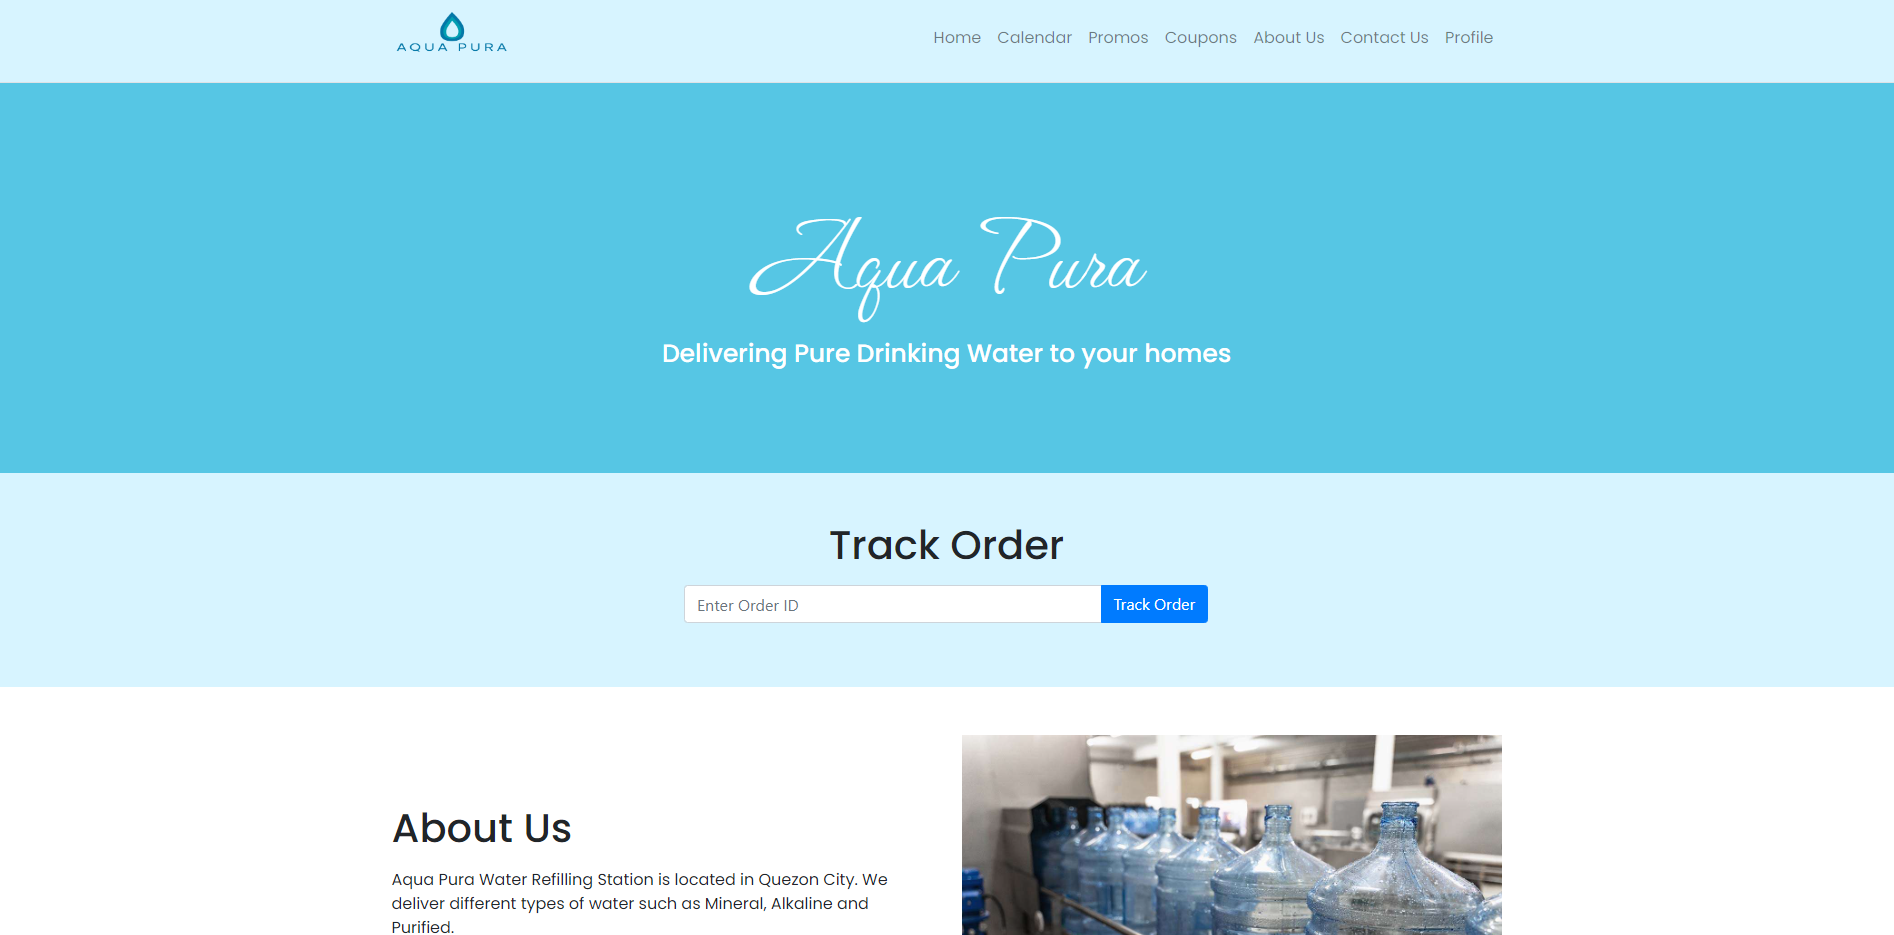 AQUA PURA
Home Calendar Promos Coupons About Us Contact Us Profile
Aqua Pura
Delivering Pure Drinking Water to your homes
Track Order
Enter Order ID Track Order
About Us
Aqua Pura Water Refilling Station is located in Quezon City. We
deliver different types of water such as Mineral, Alkaline and
Purified.